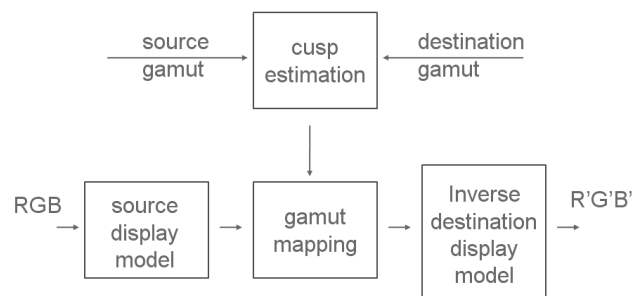 source
gamut
cusp
estimation
destination
gamut
RGB
source
display
model
gamut
mapping
Inverse
destination
display
model
R'G'B'